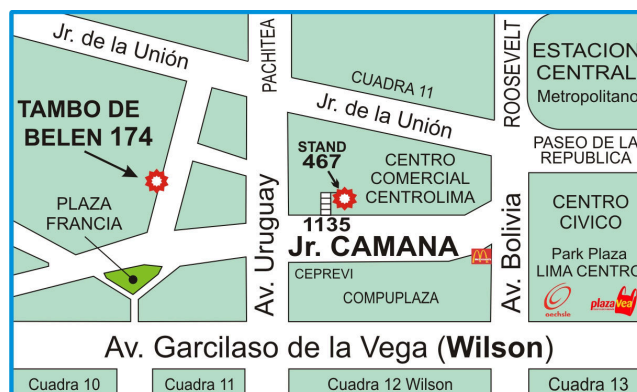 Jr. de la Unión
PACHITEA
CUADRA 11
Jr. de la Unión
ROOSEVELT
ESTACION
CENTRAL
Metropolitano
TAMBO DE
BELEN 174
STAND
467
CENTRO
COMERCIAL
CENTROLIMA
PASEO DE LA
REPUBLICA
PLAZA
FRANCIA
1135
Av. Uruguay
Jr. CAMANA
Av. Bolivia
CENTRO
CIVICO
Park Plaza
LIMA CENTRO
CEPREVI
COMPUPLAZA
oechsle
plaza Vea
Av. Garcilaso de la Vega (Wilson)
Cuadra 10
Cuadra 11
Cuadra 12 Wilson
Cuadra 13